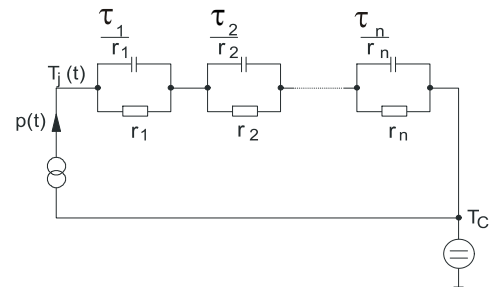 τ1 τ2 τn
r1 r2 rn
Tj (t)
p(t)
r1 r2 rn
TC